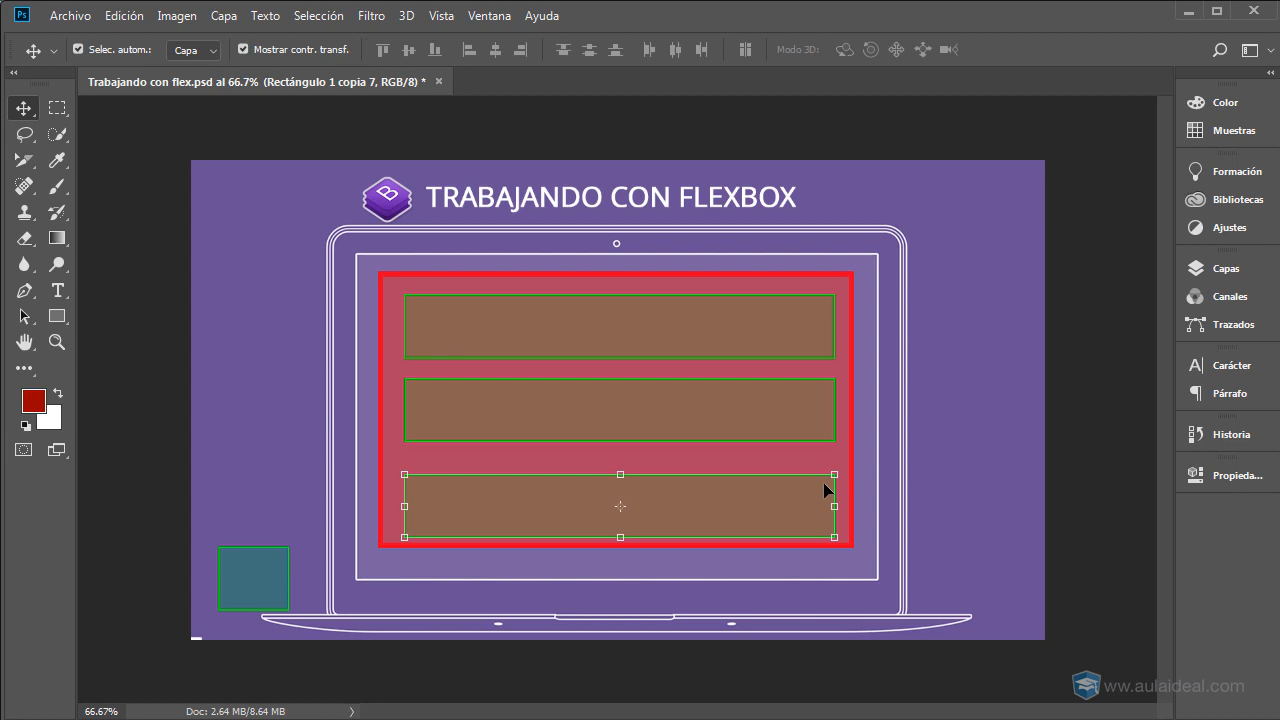 Ps Archivo Edición Imagen Capa Texto Selección Filtro 3D Vista Ventana Ayuda
Selec. autom.: Capa Mostrar contr. transf. Modo 3D:
Trabajando con flex.psd al 66.7% (Rectángulo 1 copia 7, RGB/8) * ×
Color
Muestras
Formación
Bibliotecas
Ajustes
Capas
Canales
Trazados
Carácter
Párrafo
Historia
Propieda...
B TRABAJANDO CON FLEXBOX
www.aulaideal.com
66.67% Doc: 2.64 MB/8.64 MB